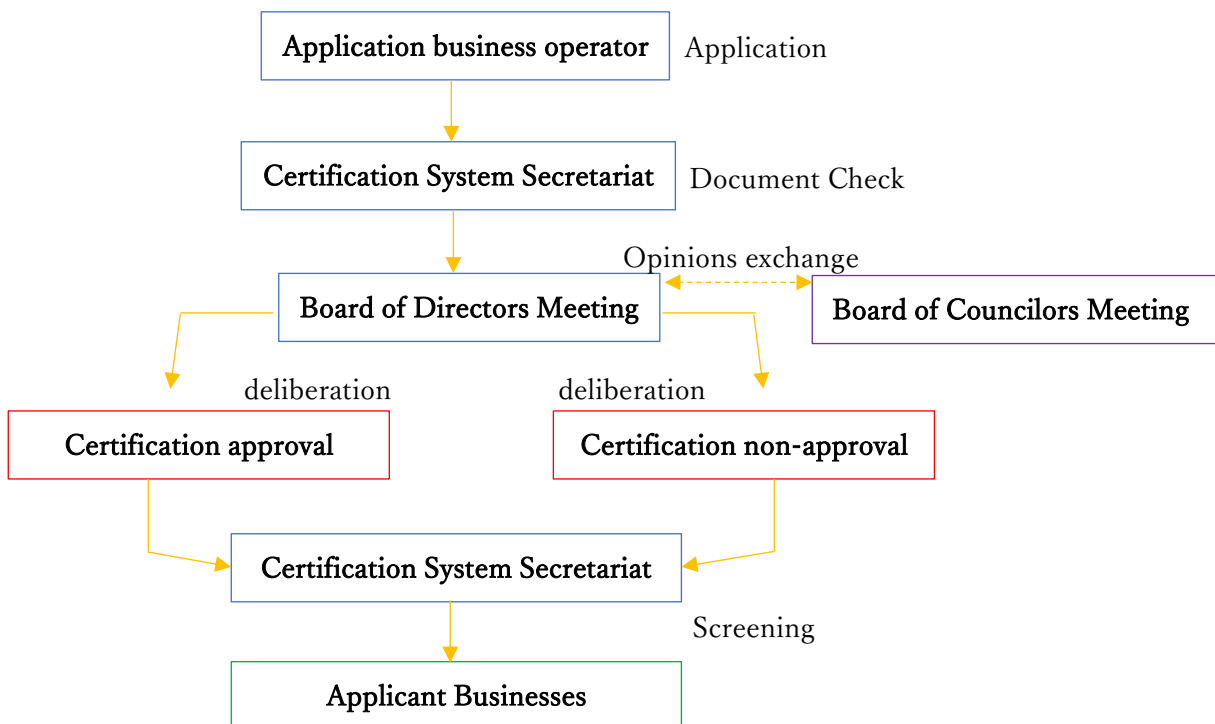 Application business operator
Application
Certification System Secretariat
Document Check
Opinions exchange
Board of Directors Meeting
Board of Councilors Meeting
deliberation
deliberation
Certification approval
Certification non-approval
Certification System Secretariat
Screening
Applicant Businesses